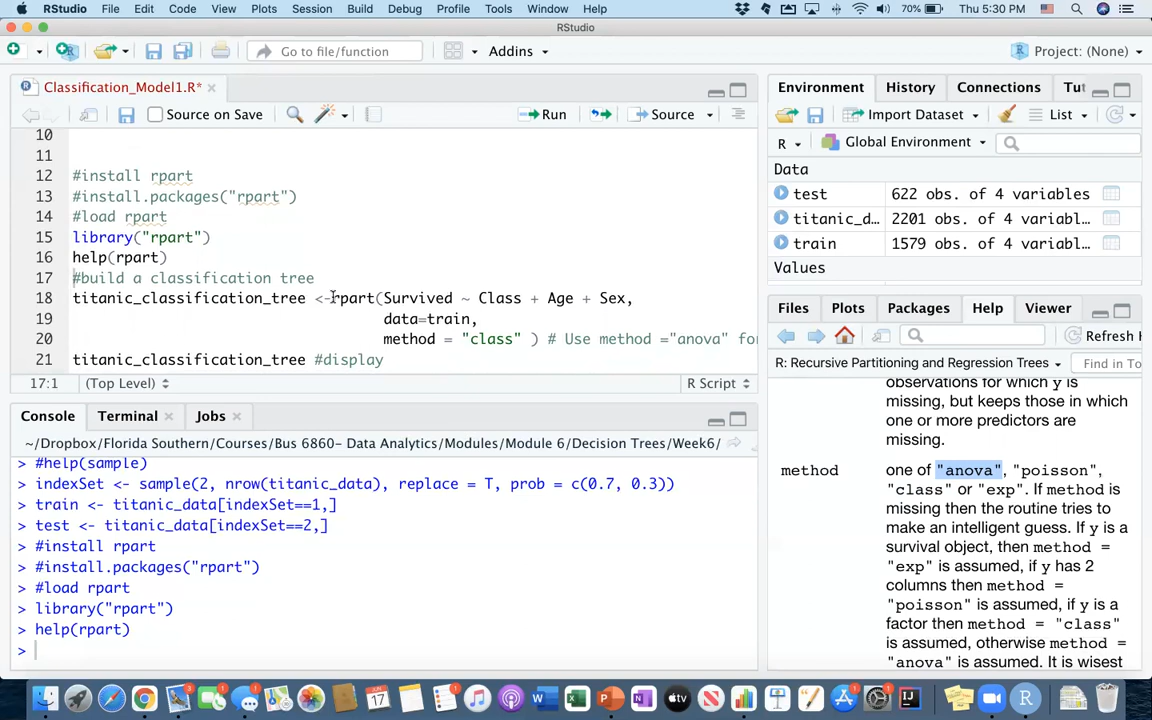 RStudio File Edit Code View Plots Session Build Debug Profile Tools Window Help 70% Thu 5:30 PM
RStudio
Go to file/function Addins Project: (None)
Classification_Model1.R*
Source on Save Run Source
10
11
12 #install rpart
13 #install.packages("rpart")
14 #load rpart
15 library("rpart")
16 help(rpart)
17 #build a classification tree
18 titanic_classification_tree <-rpart(Survived ~ Class + Age + Sex,
19 data=train,
20 method = "class" ) # Use method ="anova" fo
21 titanic_classification_tree #display
17:1 (Top Level) R Script
Console Terminal Jobs
~/Dropbox/Florida Southern/Courses/Bus 6860- Data Analytics/Modules/Module 6/Decision Trees/Week6/
> #help(sample)
> indexSet <- sample(2, nrow(titanic_data), replace = T, prob = c(0.7, 0.3))
> train <- titanic_data[indexSet==1,]
> test <- titanic_data[indexSet==2,]
> #install rpart
> #install.packages("rpart")
> #load rpart
> library("rpart")
> help(rpart)
>
Environment History Connections Tut
Import Dataset List
R Global Environment
Data
test 622 obs. of 4 variables
titanic_d… 2201 obs. of 4 variabl…
train 1579 obs. of 4 variabl…
Values
Files Plots Packages Help Viewer
Refresh H
R: Recursive Partitioning and Regression Trees Find in To
observations for which y is
missing, but keeps those in which
one or more predictors are
missing.
method one of "anova", "poisson",
"class" or "exp". If method is
missing then the routine tries to
make an intelligent guess. If y is a
survival object, then method =
"exp" is assumed, if y has 2
columns then method =
"poisson" is assumed, if y is a
factor then method = "class"
is assumed, otherwise method =
"anova" is assumed. It is wisest